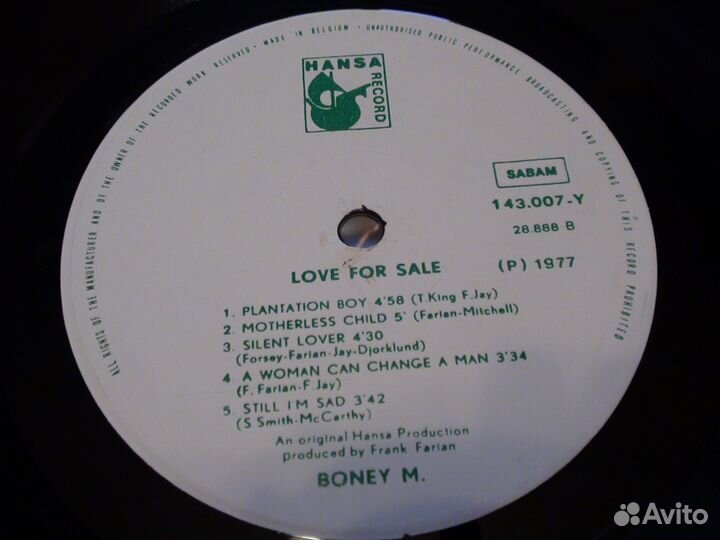 ALL RIGHTS OF THE MANUFACTURER AND OF THE OWNER OF THE RECORDED WORK RESERVED • MADE IN BELGIUM • UNAUTHORISED PUBLIC PERFORMANCE BROADCASTING AND COPYING OF THIS RECORD PROHIBITED
HANSA
RECORD
SABAM
143.007-Y
28.888 B
LOVE FOR SALE
(P) 1977
1. PLANTATION BOY 4'58 (T.King F.Jay)
2. MOTHERLESS CHILD 5' (Farian-Mitchell)
3. SILENT LOVER 4'30
(Forsey-Farian-Jay-Djorklund)
4. A WOMAN CAN CHANGE A MAN 3'34
(F. Farian-F.Jay)
5. STILL I'M SAD 3'42
(S Smith-McCarthy)
An original Hansa Production
produced by Frank Farian
BONEY M.
Avito